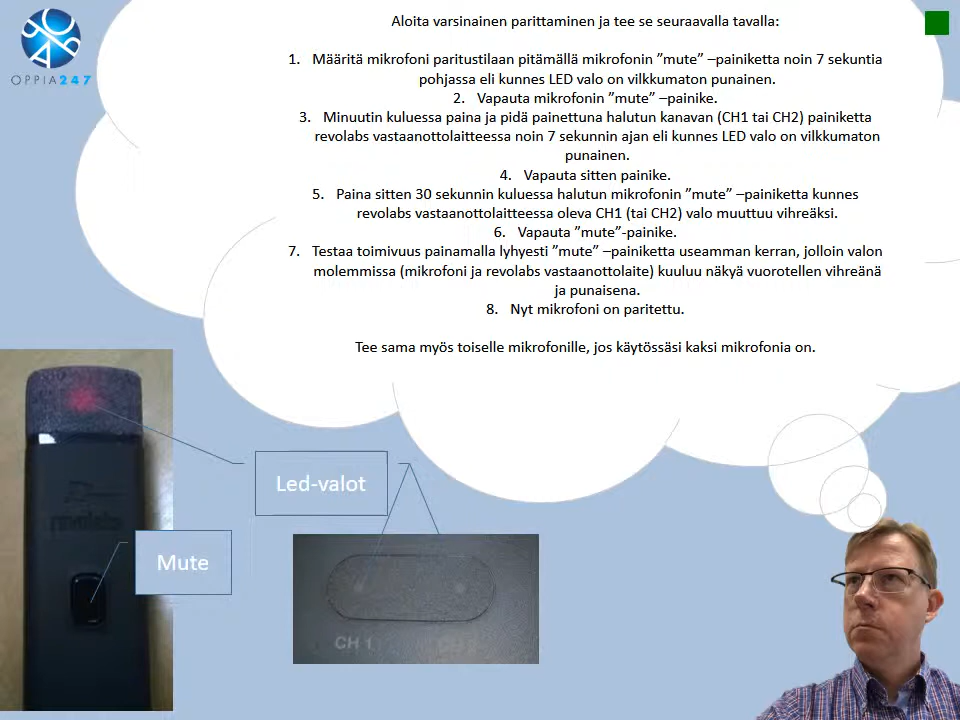 OPPIA247
Aloita varsinainen parittaminen ja tee se seuraavalla tavalla:
1. Määritä mikrofoni paritustilaan pitämällä mikrofonin ”mute” –painiketta noin 7 sekuntia
pohjassa eli kunnes LED valo on vilkkumaton punainen.
2. Vapauta mikrofonin ”mute” –painike.
3. Minuutin kuluessa paina ja pidä painettuna halutun kanavan (CH1 tai CH2) painiketta
revolabs vastaanottolaitteessa noin 7 sekunnin ajan eli kunnes LED valo on vilkkumaton
punainen.
4. Vapauta sitten painike.
5. Paina sitten 30 sekunnin kuluessa halutun mikrofonin ”mute” –painiketta kunnes
revolabs vastaanottolaitteessa oleva CH1 (tai CH2) valo muuttuu vihreäksi.
6. Vapauta ”mute”-painike.
7. Testaa toimivuus painamalla lyhyesti ”mute” –painiketta useamman kerran, jolloin valon
molemmissa (mikrofoni ja revolabs vastaanottolaite) kuuluu näkyä vuorotellen vihreänä
ja punaisena.
8. Nyt mikrofoni on paritettu.
Tee sama myös toiselle mikrofonille, jos käytössäsi kaksi mikrofonia on.
Led-valot
revolabs
Mute
CH 1
CH 2